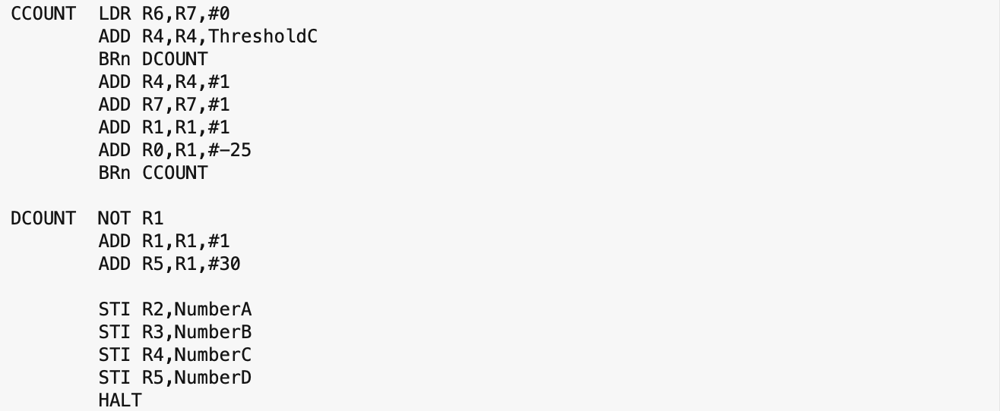 CCOUNT  LDR R6,R7,#0
        ADD R4,R4,ThresholdC
        BRn DCOUNT
        ADD R4,R4,#1
        ADD R7,R7,#1
        ADD R1,R1,#1
        ADD R0,R1,#-25
        BRn CCOUNT
DCOUNT  NOT R1
        ADD R1,R1,#1
        ADD R5,R1,#30
        STI R2,NumberA
        STI R3,NumberB
        STI R4,NumberC
        STI R5,NumberD
        HALT